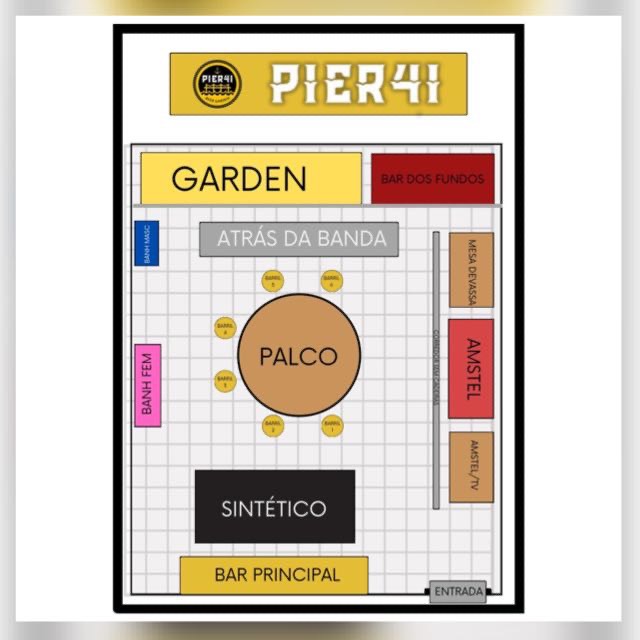 PIER41
BEER GARDEN
PIER41
GARDEN
BAR DOS FUNDOS
BANH MASC
ATRÁS DA BANDA
MESA DEVASSA
BARRIL
5
BARRIL
6
BARRIL
4
PALCO
CORREDOR SEM CADEIRAS
AMSTEL
BANH FEM
BARRIL
3
BARRIL
2
BARRIL
1
AMSTEL/TV
SINTÉTICO
BAR PRINCIPAL
ENTRADA